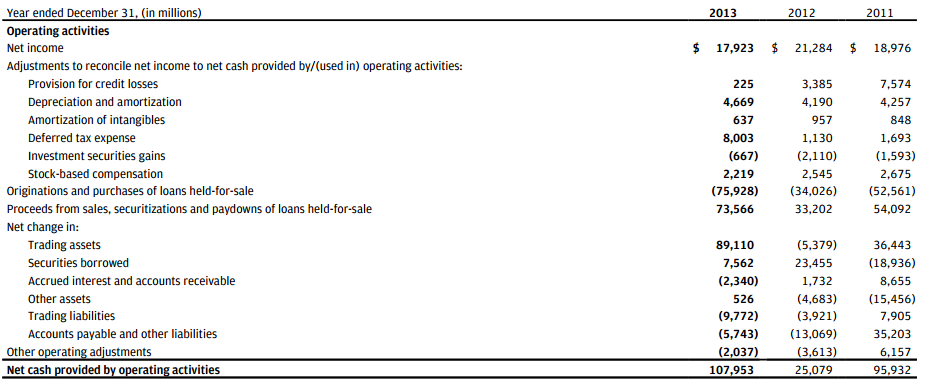 Year ended December 31, (in millions) 2013 2012 2011
Operating activities
Net income $ 17,923 $ 21,284 $ 18,976
Adjustments to reconcile net income to net cash provided by/(used in) operating activities:
Provision for credit losses 225 3,385 7,574
Depreciation and amortization 4,669 4,190 4,257
Amortization of intangibles 637 957 848
Deferred tax expense 8,003 1,130 1,693
Investment securities gains (667) (2,110) (1,593)
Stock-based compensation 2,219 2,545 2,675
Originations and purchases of loans held-for-sale (75,928) (34,026) (52,561)
Proceeds from sales, securitizations and paydowns of loans held-for-sale 73,566 33,202 54,092
Net change in:
Trading assets 89,110 (5,379) 36,443
Securities borrowed 7,562 23,455 (18,936)
Accrued interest and accounts receivable (2,340) 1,732 8,655
Other assets 526 (4,683) (15,456)
Trading liabilities (9,772) (3,921) 7,905
Accounts payable and other liabilities (5,743) (13,069) 35,203
Other operating adjustments (2,037) (3,613) 6,157
Net cash provided by operating activities 107,953 25,079 95,932